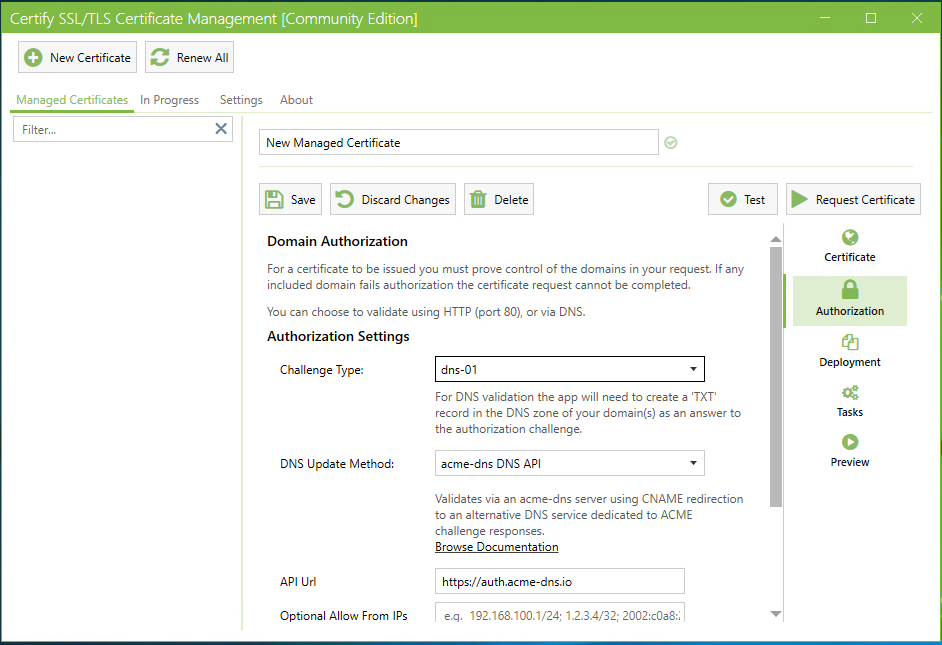 Certify SSL/TLS Certificate Management [Community Edition]
New Certificate
Renew All
Managed Certificates
In Progress
Settings
About
Filter...
New Managed Certificate
Save
Discard Changes
Delete
Test
Request Certificate
Domain Authorization
For a certificate to be issued you must prove control of the domains in your request. If any
included domain fails authorization the certificate request cannot be completed.
You can choose to validate using HTTP (port 80), or via DNS.
Authorization Settings
Challenge Type:
dns-01
For DNS validation the app will need to create a 'TXT'
record in the DNS zone of your domain(s) as an answer to
the authorization challenge.
DNS Update Method:
acme-dns DNS API
Validates via an acme-dns server using CNAME redirection
to an alternative DNS service dedicated to ACME
challenge responses.
Browse Documentation
API Url
https://auth.acme-dns.io
Optional Allow From IPs
e.g. 192.168.100.1/24; 1.2.3.4/32; 2002:c0a8:
Certificate
Authorization
Deployment
Tasks
Preview